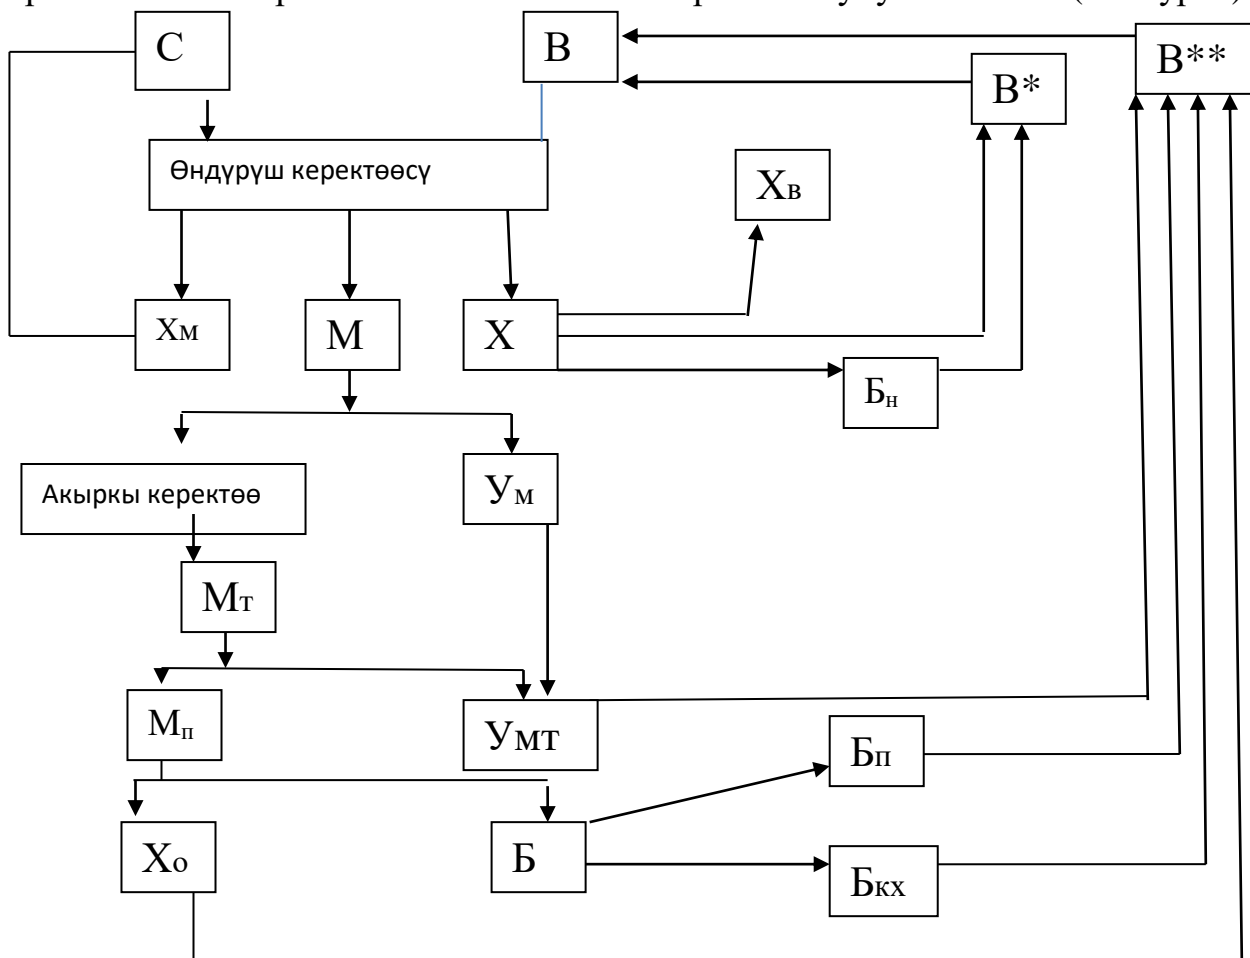 С
В
В**
В*
Өндүрүш керектөөсү
Хв
Хм
М
Х
Бн
Акыркы керектөө
Ум
Мт
Мп
Умт
Бп
Хо
Б
Бкх